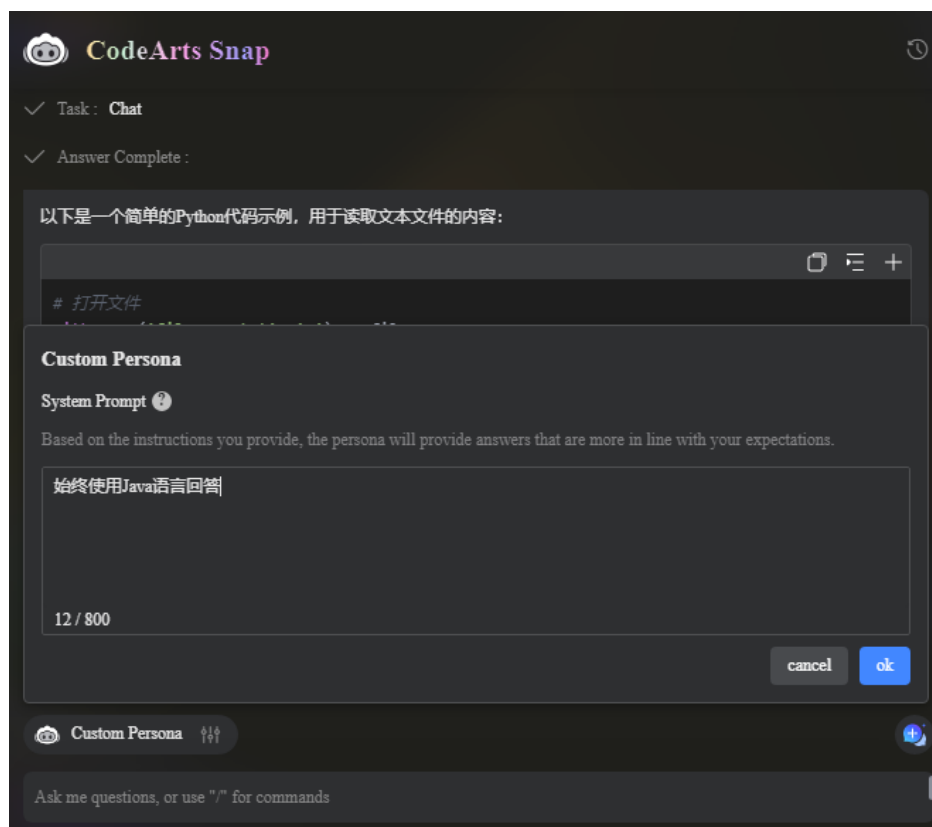 CodeArts Snap
Task : Chat
Answer Complete :
以下是一个简单的Python代码示例，用于读取文本文件的内容：
# 打开文件
Custom Persona
System Prompt ?
Based on the instructions you provide, the persona will provide answers that are more in line with your expectations.
始终使用Java语言回答
12 / 800
cancel ok
Custom Persona
Ask me questions, or use "/" for commands